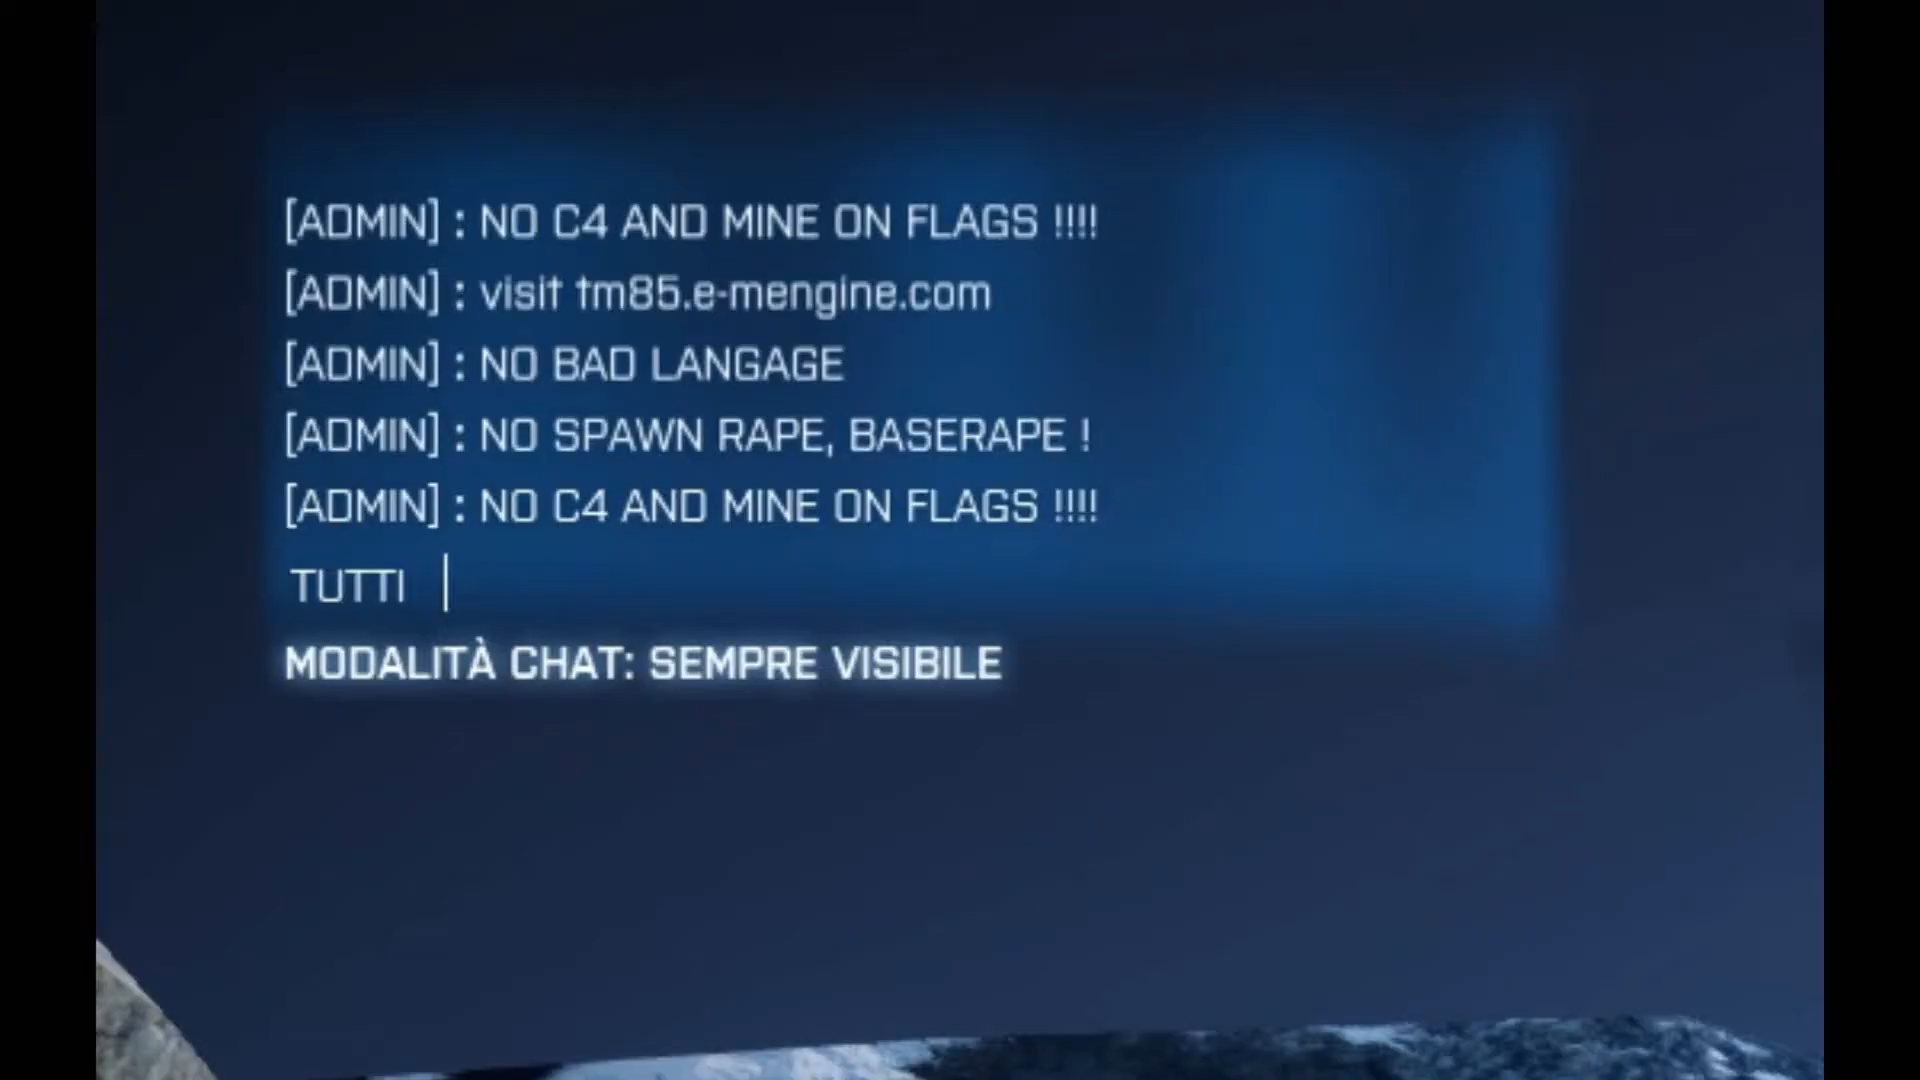 [ADMIN] : NO C4 AND MINE ON FLAGS !!!!
[ADMIN] : visit tm85.e-mengine.com
[ADMIN] : NO BAD LANGAGE
[ADMIN] : NO SPAWN RAPE, BASERAPE !
[ADMIN] : NO C4 AND MINE ON FLAGS !!!!
TUTTI
MODALITÀ CHAT: SEMPRE VISIBILE